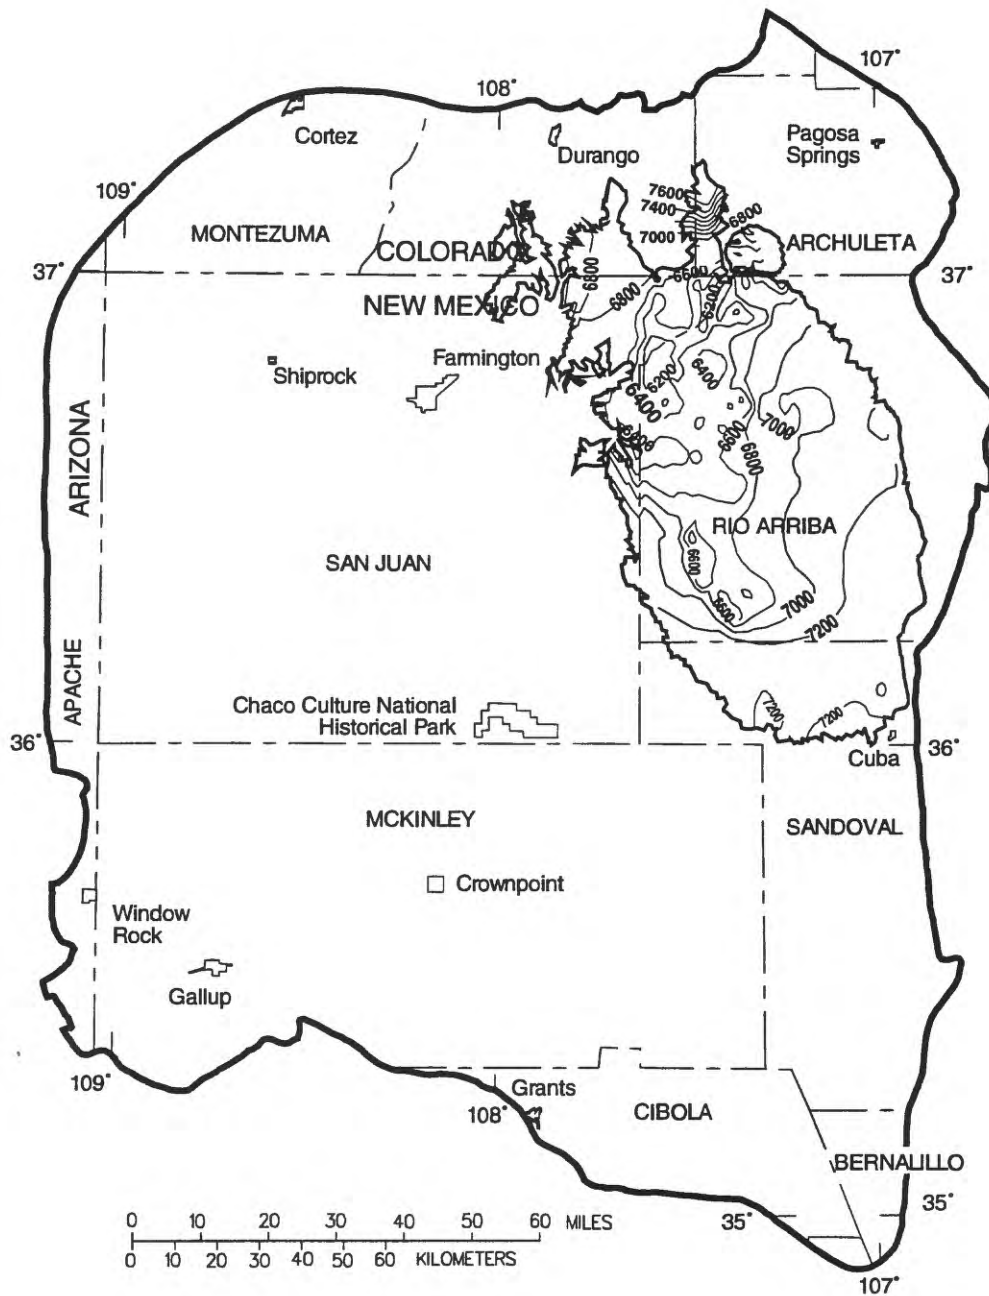 107°
108°
Cortez
Durango
Pagosa
Springs
109°
7600
7400
7000
6800
MONTEZUMA
COLORADO
ARCHULETA
37°
6800
6800
6600
6200
37°
NEW MEXICO
Farmington
Shiprock
6200
6400
6400
7000
6600
6800
ARIZONA
RIO ARRIBA
SAN JUAN
6600
6600
7000
7200
APACHE
Chaco Culture National
Historical Park
7200
7200
36°
36°
Cuba
MCKINLEY
SANDOVAL
Crownpoint
Window
Rock
Gallup
109°
Grants
108°
CIBOLA
BERNALILLO
35°
35°
0 10 20 30 40 50 60 MILES
0 10 20 30 40 50 60 KILOMETERS
107°